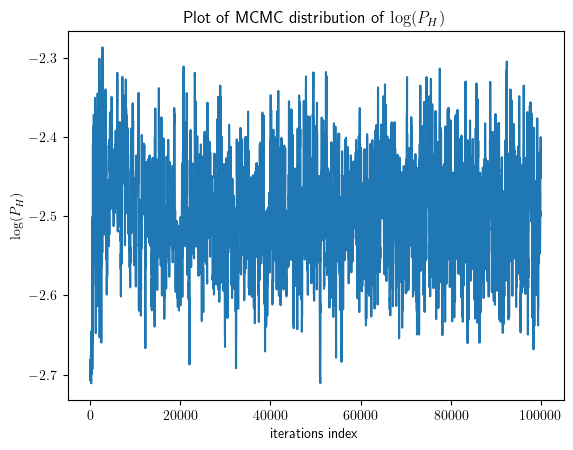 Plot of MCMC distribution of log(P_H)
−2.3
−2.4
−2.5
−2.6
−2.7
log(P_H)
0 20000 40000 60000 80000 100000
iterations index